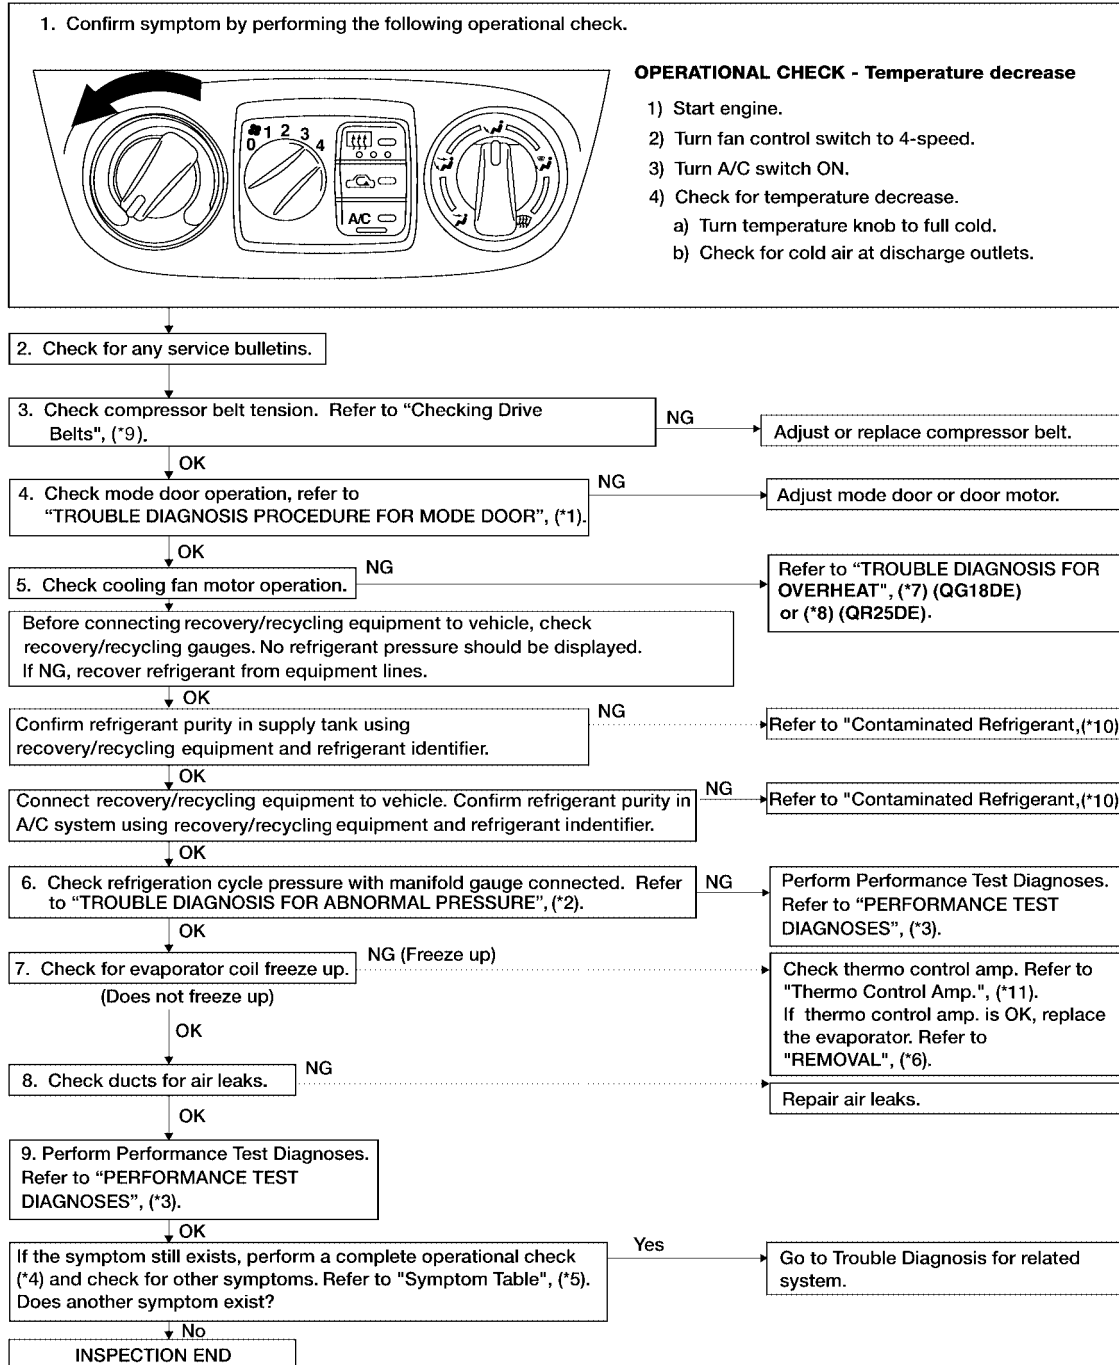 1. Confirm symptom by performing the following operational check.
0
1
2
3
4
A/C
OPERATIONAL CHECK - Temperature decrease
1) Start engine.
2) Turn fan control switch to 4-speed.
3) Turn A/C switch ON.
4) Check for temperature decrease.
a) Turn temperature knob to full cold.
b) Check for cold air at discharge outlets.
2. Check for any service bulletins.
3. Check compressor belt tension. Refer to “Checking Drive
Belts", (*9).
NG
Adjust or replace compressor belt.
OK
4. Check mode door operation, refer to
“TROUBLE DIAGNOSIS PROCEDURE FOR MODE DOOR”, (*1).
NG
Adjust mode door or door motor.
OK
5. Check cooling fan motor operation.
NG
Refer to “TROUBLE DIAGNOSIS FOR
OVERHEAT", (*7) (QG18DE)
or (*8) (QR25DE).
Before connecting recovery/recycling equipment to vehicle, check
recovery/recycling gauges. No refrigerant pressure should be displayed.
If NG, recover refrigerant from equipment lines.
OK
Confirm refrigerant purity in supply tank using
recovery/recycling equipment and refrigerant identifier.
NG
Refer to "Contaminated Refrigerant,(*10)
OK
Connect recovery/recycling equipment to vehicle. Confirm refrigerant purity in
A/C system using recovery/recycling equipment and refrigerant indentifier.
NG
Refer to "Contaminated Refrigerant,(*10)
OK
6. Check refrigeration cycle pressure with manifold gauge connected. Refer
to “TROUBLE DIAGNOSIS FOR ABNORMAL PRESSURE”, (*2).
NG
Perform Performance Test Diagnoses.
Refer to “PERFORMANCE TEST
DIAGNOSES”, (*3).
OK
7. Check for evaporator coil freeze up.
NG (Freeze up)
(Does not freeze up)
Check thermo control amp. Refer to
"Thermo Control Amp.", (*11).
If thermo control amp. is OK, replace
the evaporator. Refer to
"REMOVAL", (*6).
OK
8. Check ducts for air leaks.
NG
Repair air leaks.
OK
9. Perform Performance Test Diagnoses.
Refer to “PERFORMANCE TEST
DIAGNOSES”, (*3).
OK
If the symptom still exists, perform a complete operational check
(*4) and check for other symptoms. Refer to "Symptom Table", (*5).
Does another symptom exist?
Yes
Go to Trouble Diagnosis for related
system.
No
INSPECTION END